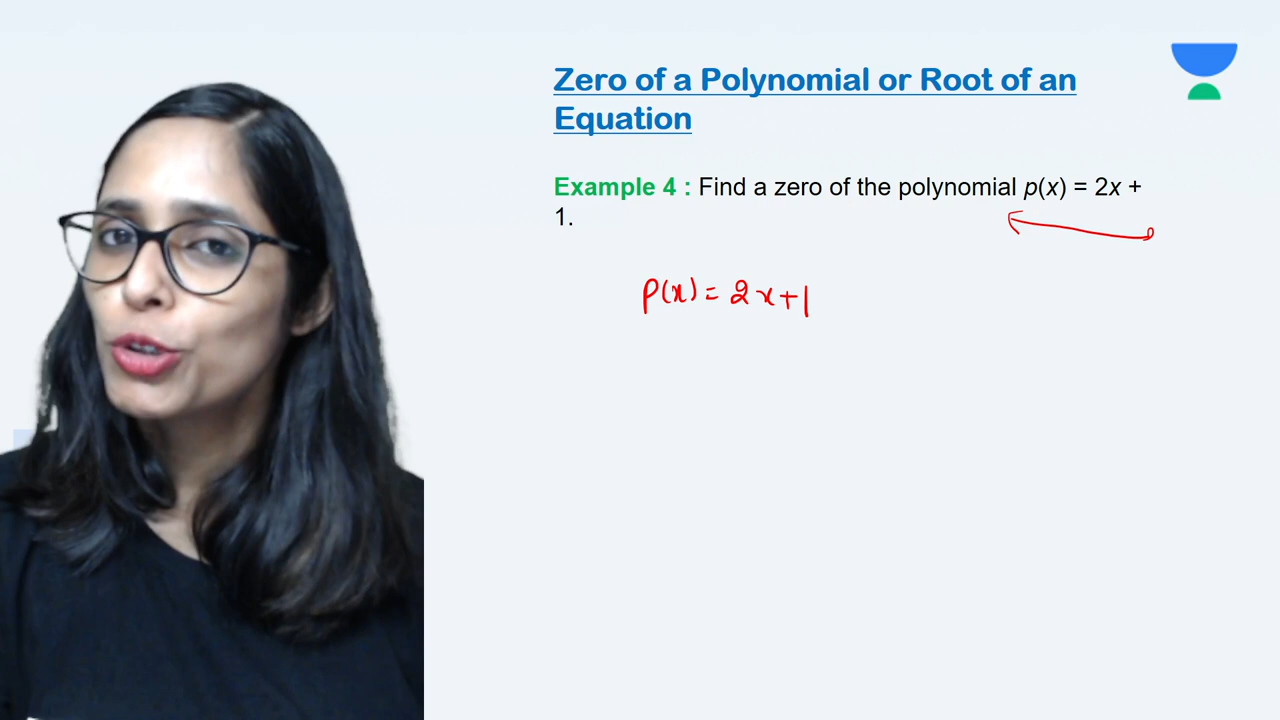 Zero of a Polynomial or Root of an
Equation
Example 4 : Find a zero of the polynomial p(x) = 2x +
1.
p(x) = 2x+1